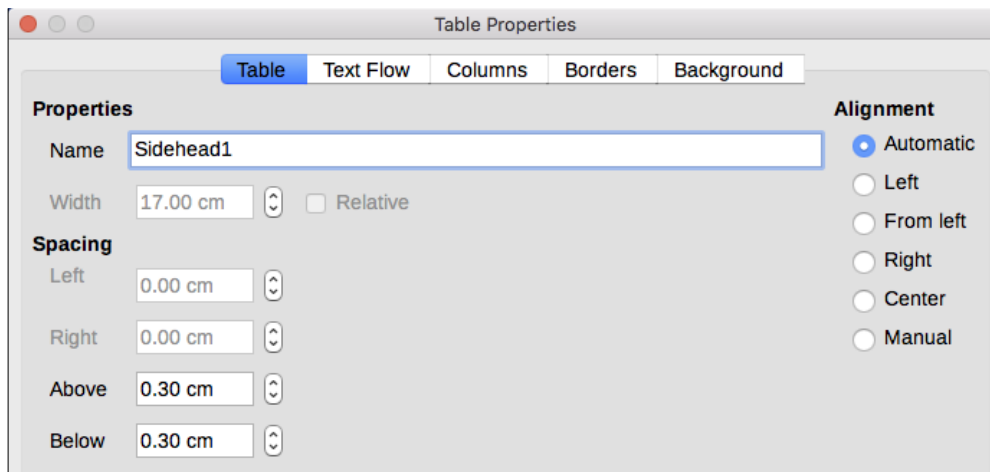 Table Properties
Table Text Flow Columns Borders Background
Properties
Name Sidehead1
Width 17.00 cm Relative
Spacing
Left 0.00 cm
Right 0.00 cm
Above 0.30 cm
Below 0.30 cm
Alignment
Automatic
Left
From left
Right
Center
Manual